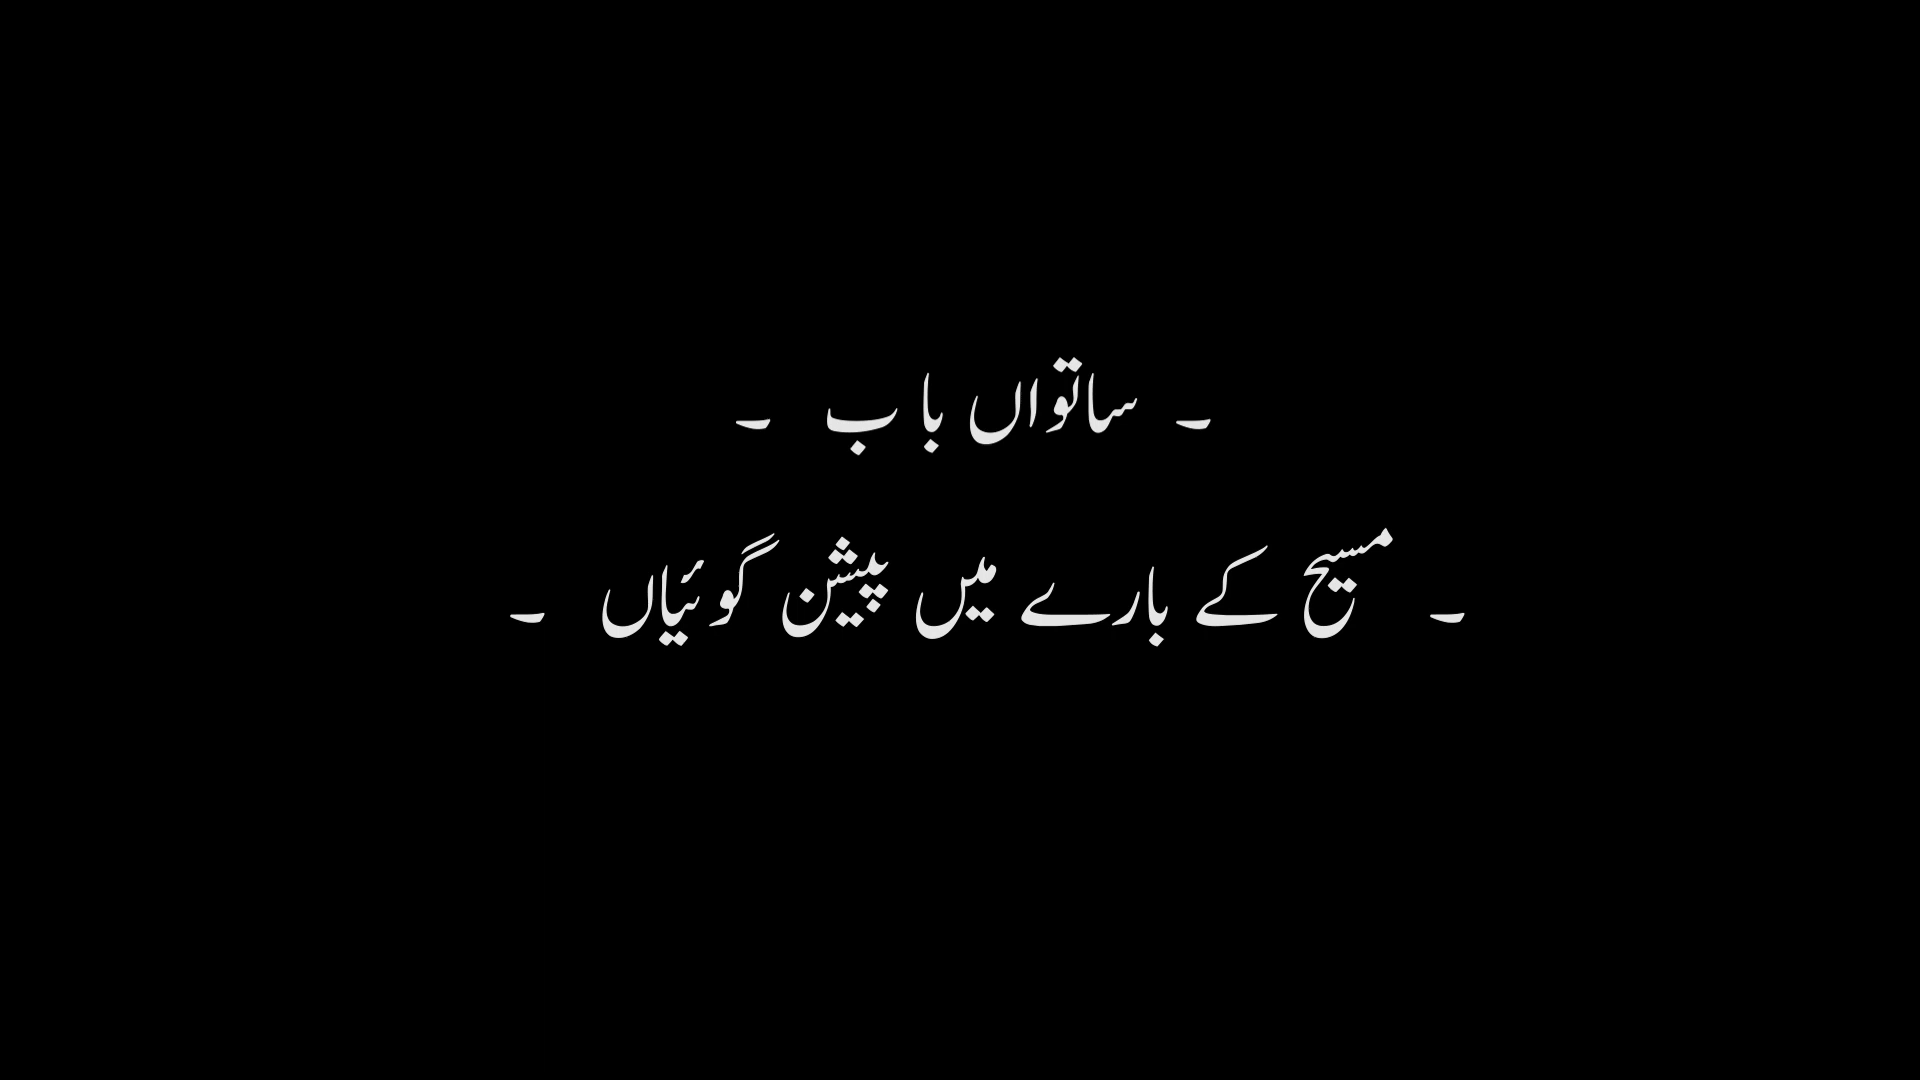 ۔ ساتواں باب ۔
۔ مسیح کے بارے میں پیشن گوئیاں ۔